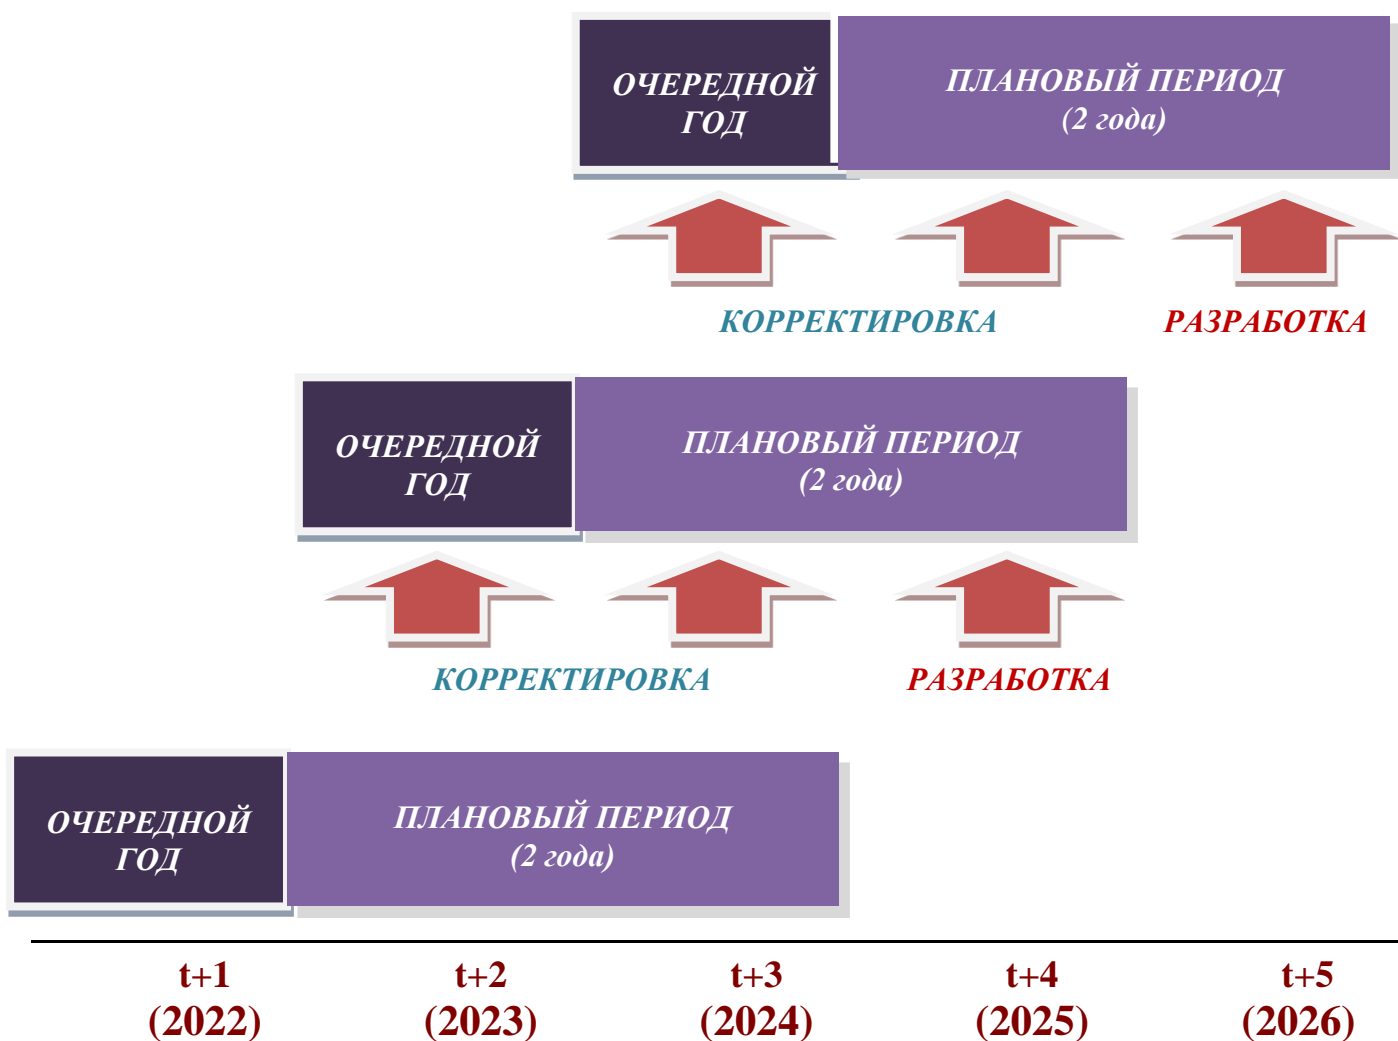 ОЧЕРЕДНОЙ
ГОД
ПЛАНОВЫЙ ПЕРИОД
(2 года)
КОРРЕКТИРОВКА
РАЗРАБОТКА
ОЧЕРЕДНОЙ
ГОД
ПЛАНОВЫЙ ПЕРИОД
(2 года)
КОРРЕКТИРОВКА
РАЗРАБОТКА
ОЧЕРЕДНОЙ
ГОД
ПЛАНОВЫЙ ПЕРИОД
(2 года)
t+1
(2022)
t+2
(2023)
t+3
(2024)
t+4
(2025)
t+5
(2026)